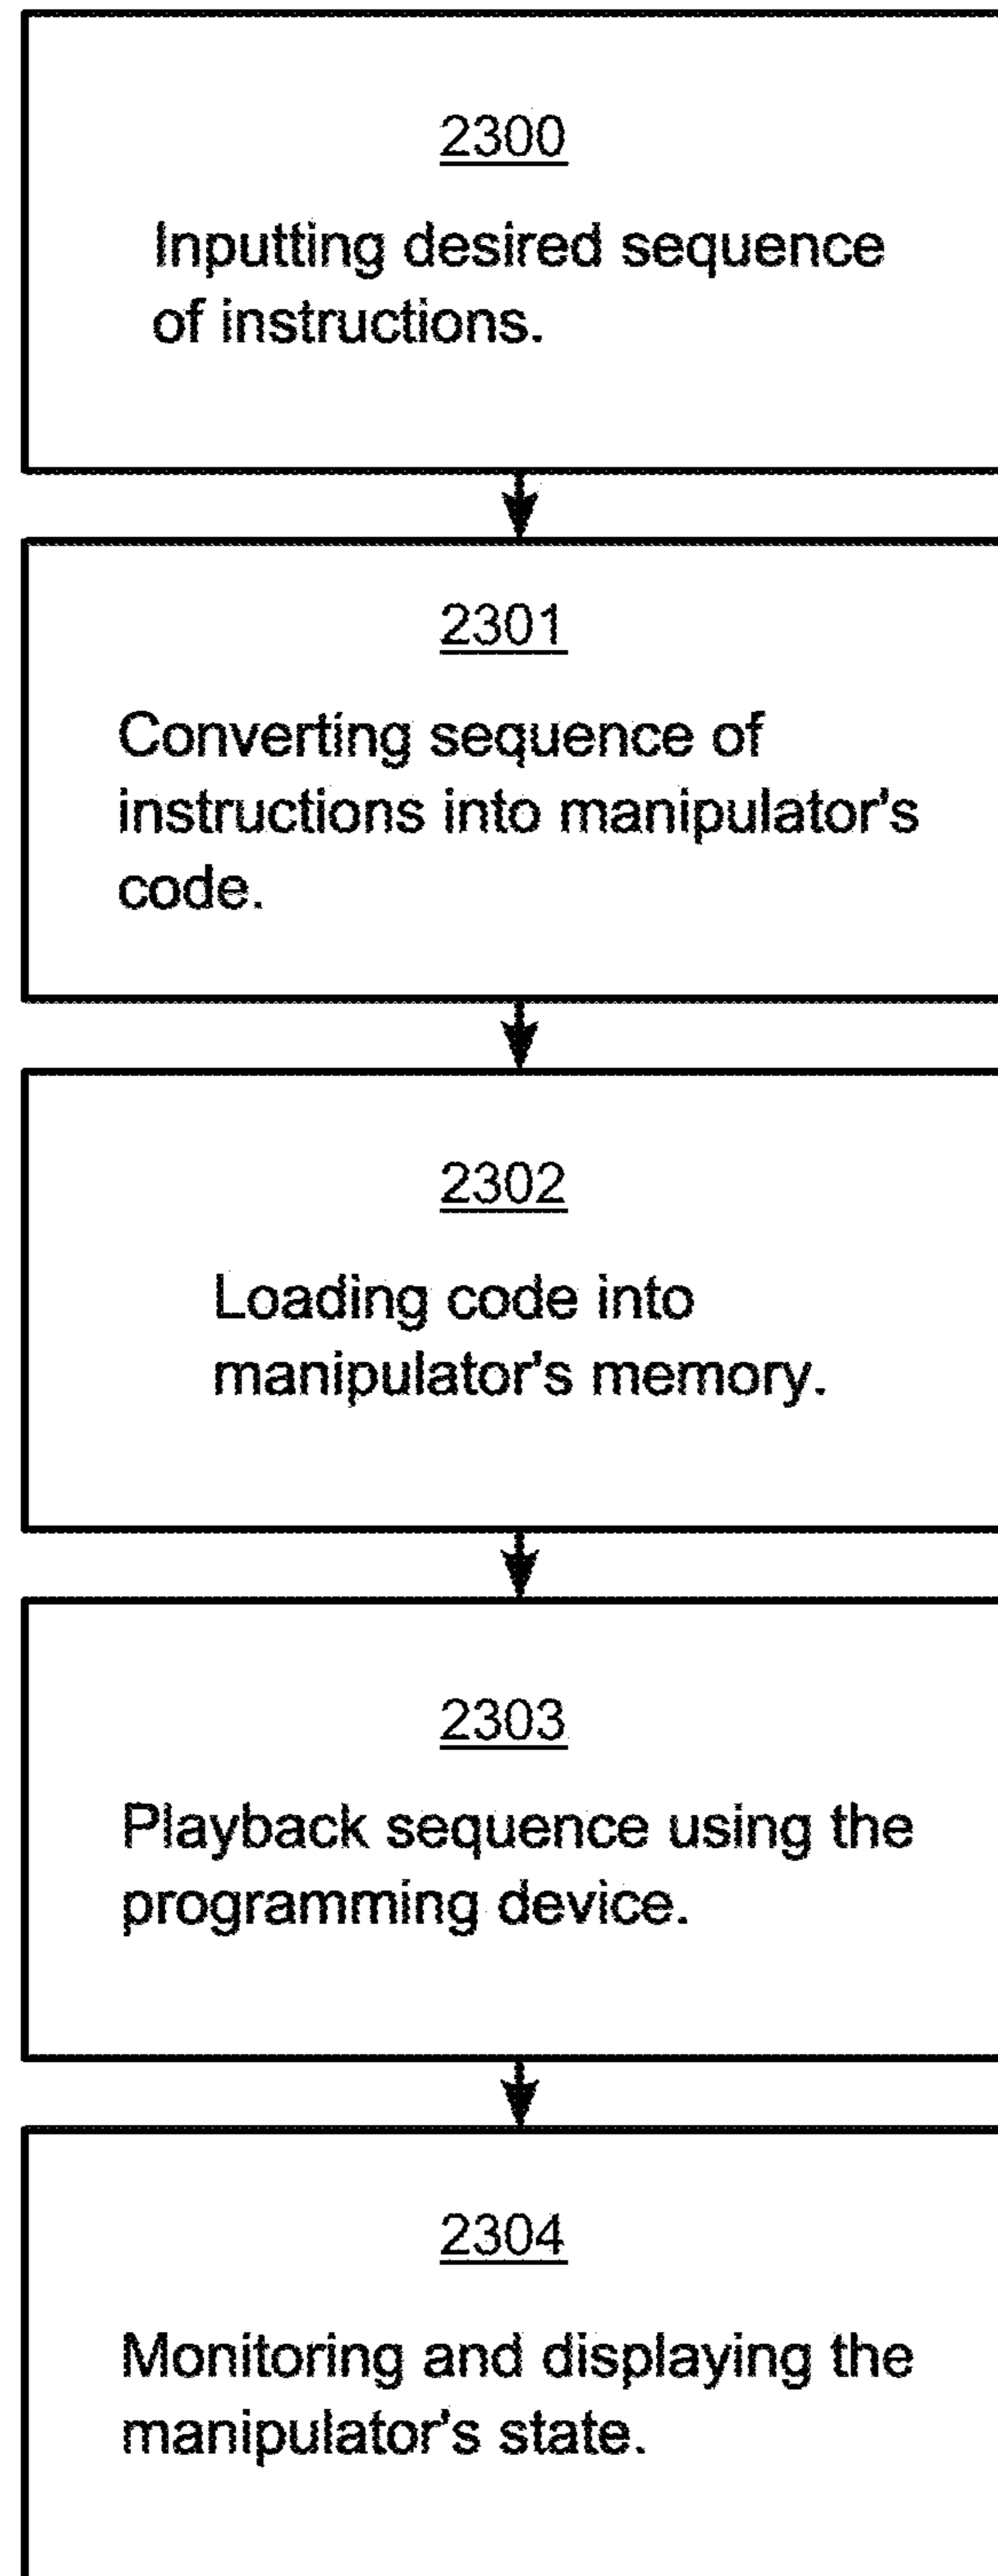 2300
Inputting desired sequence
of instructions.
2301
Converting sequence of
instructions into manipulator's
code.
2302
Loading code into
manipulator's memory.
2303
Playback sequence using the
programming device.
2304
Monitoring and displaying the
manipulator's state.